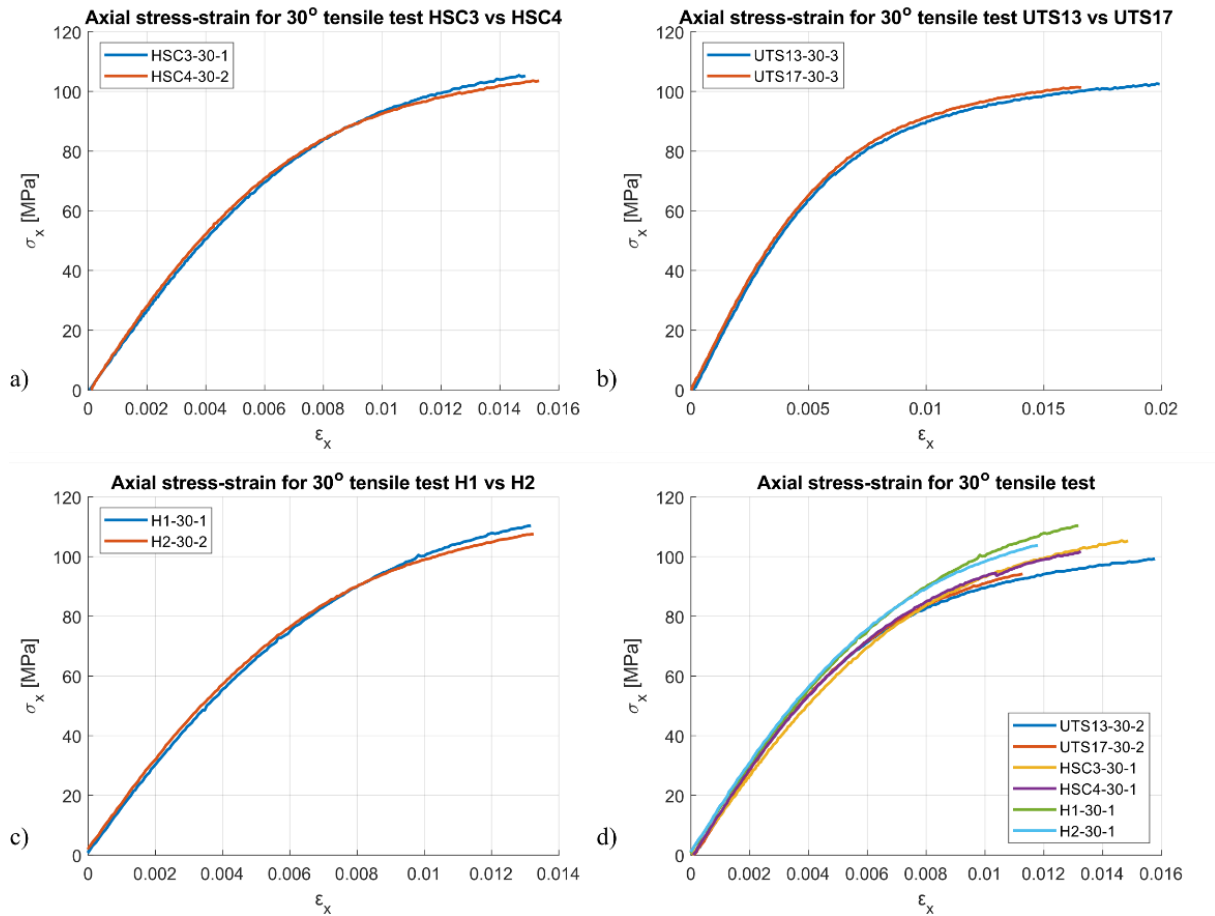 Axial stress-strain for 30° tensile test HSC3 vs HSC4
120
100
80
60
40
20
0
σx [MPa]
HSC3-30-1
HSC4-30-2
0 0.002 0.004 0.006 0.008 0.01 0.012 0.014 0.016
εx
a)
Axial stress-strain for 30° tensile test UTS13 vs UTS17
120
100
80
60
40
20
0
σx [MPa]
UTS13-30-3
UTS17-30-3
0 0.005 0.01 0.015 0.02
εx
b)
Axial stress-strain for 30° tensile test H1 vs H2
120
100
80
60
40
20
0
σx [MPa]
H1-30-1
H2-30-2
0 0.002 0.004 0.006 0.008 0.01 0.012 0.014
εx
c)
Axial stress-strain for 30° tensile test
120
100
80
60
40
20
0
σx [MPa]
UTS13-30-2
UTS17-30-2
HSC3-30-1
HSC4-30-1
H1-30-1
H2-30-1
0 0.002 0.004 0.006 0.008 0.01 0.012 0.014 0.016
εx
d)